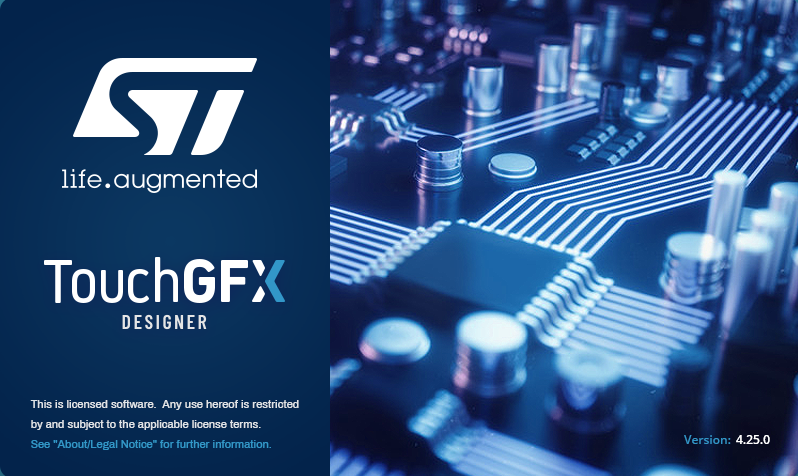 ST
life.augmented
TouchGFX
DESIGNER
This is licensed software.  Any use hereof is restricted
by and subject to the applicable license terms.
See "About/Legal Notice" for further information.
Version: 4.25.0